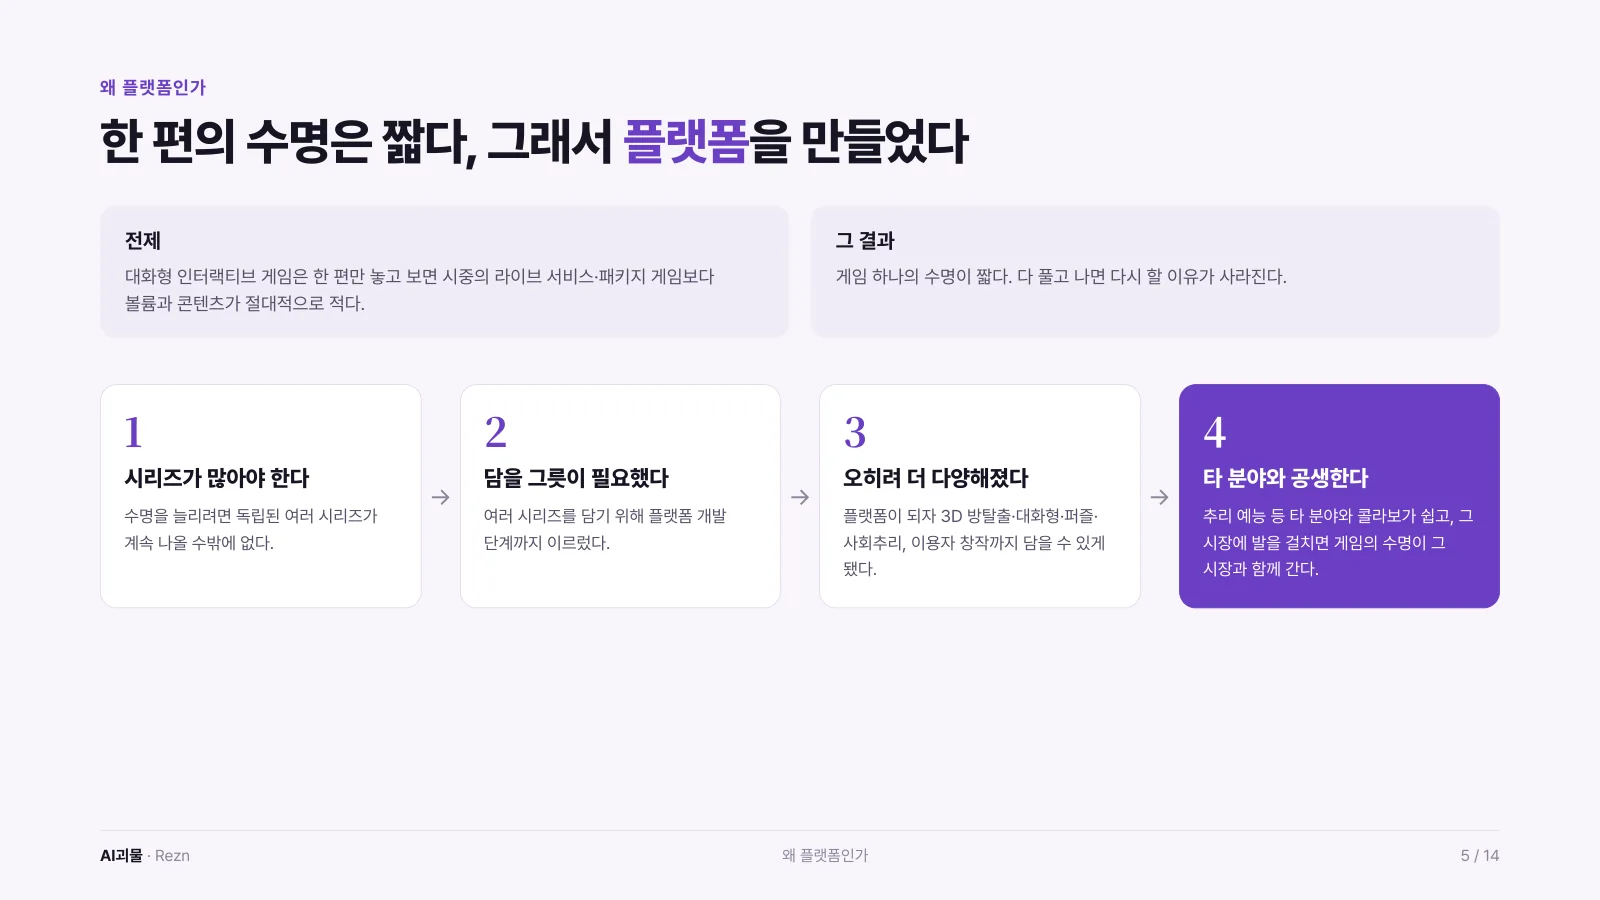 왜 플랫폼인가
한 편의 수명은 짧다, 그래서 플랫폼을 만들었다
전제
대화형 인터랙티브 게임은 한 편만 놓고 보면 시중의 라이브 서비스·패키지 게임보다
볼륨과 콘텐츠가 절대적으로 적다.
그 결과
게임 하나의 수명이 짧다. 다 풀고 나면 다시 할 이유가 사라진다.
1
시리즈가 많아야 한다
수명을 늘리려면 독립된 여러 시리즈가
계속 나올 수밖에 없다.
→
2
담을 그릇이 필요했다
여러 시리즈를 담기 위해 플랫폼 개발
단계까지 이르렀다.
→
3
오히려 더 다양해졌다
플랫폼이 되자 3D 방탈출·대화형·퍼즐·
사회추리, 이용자 창작까지 담을 수 있게
됐다.
→
4
타 분야와 공생한다
추리 예능 등 타 분야와 콜라보가 쉽고, 그
시장에 발을 걸치면 게임의 수명이 그
시장과 함께 간다.
AI괴물 · Rezn
왜 플랫폼인가
5 / 14